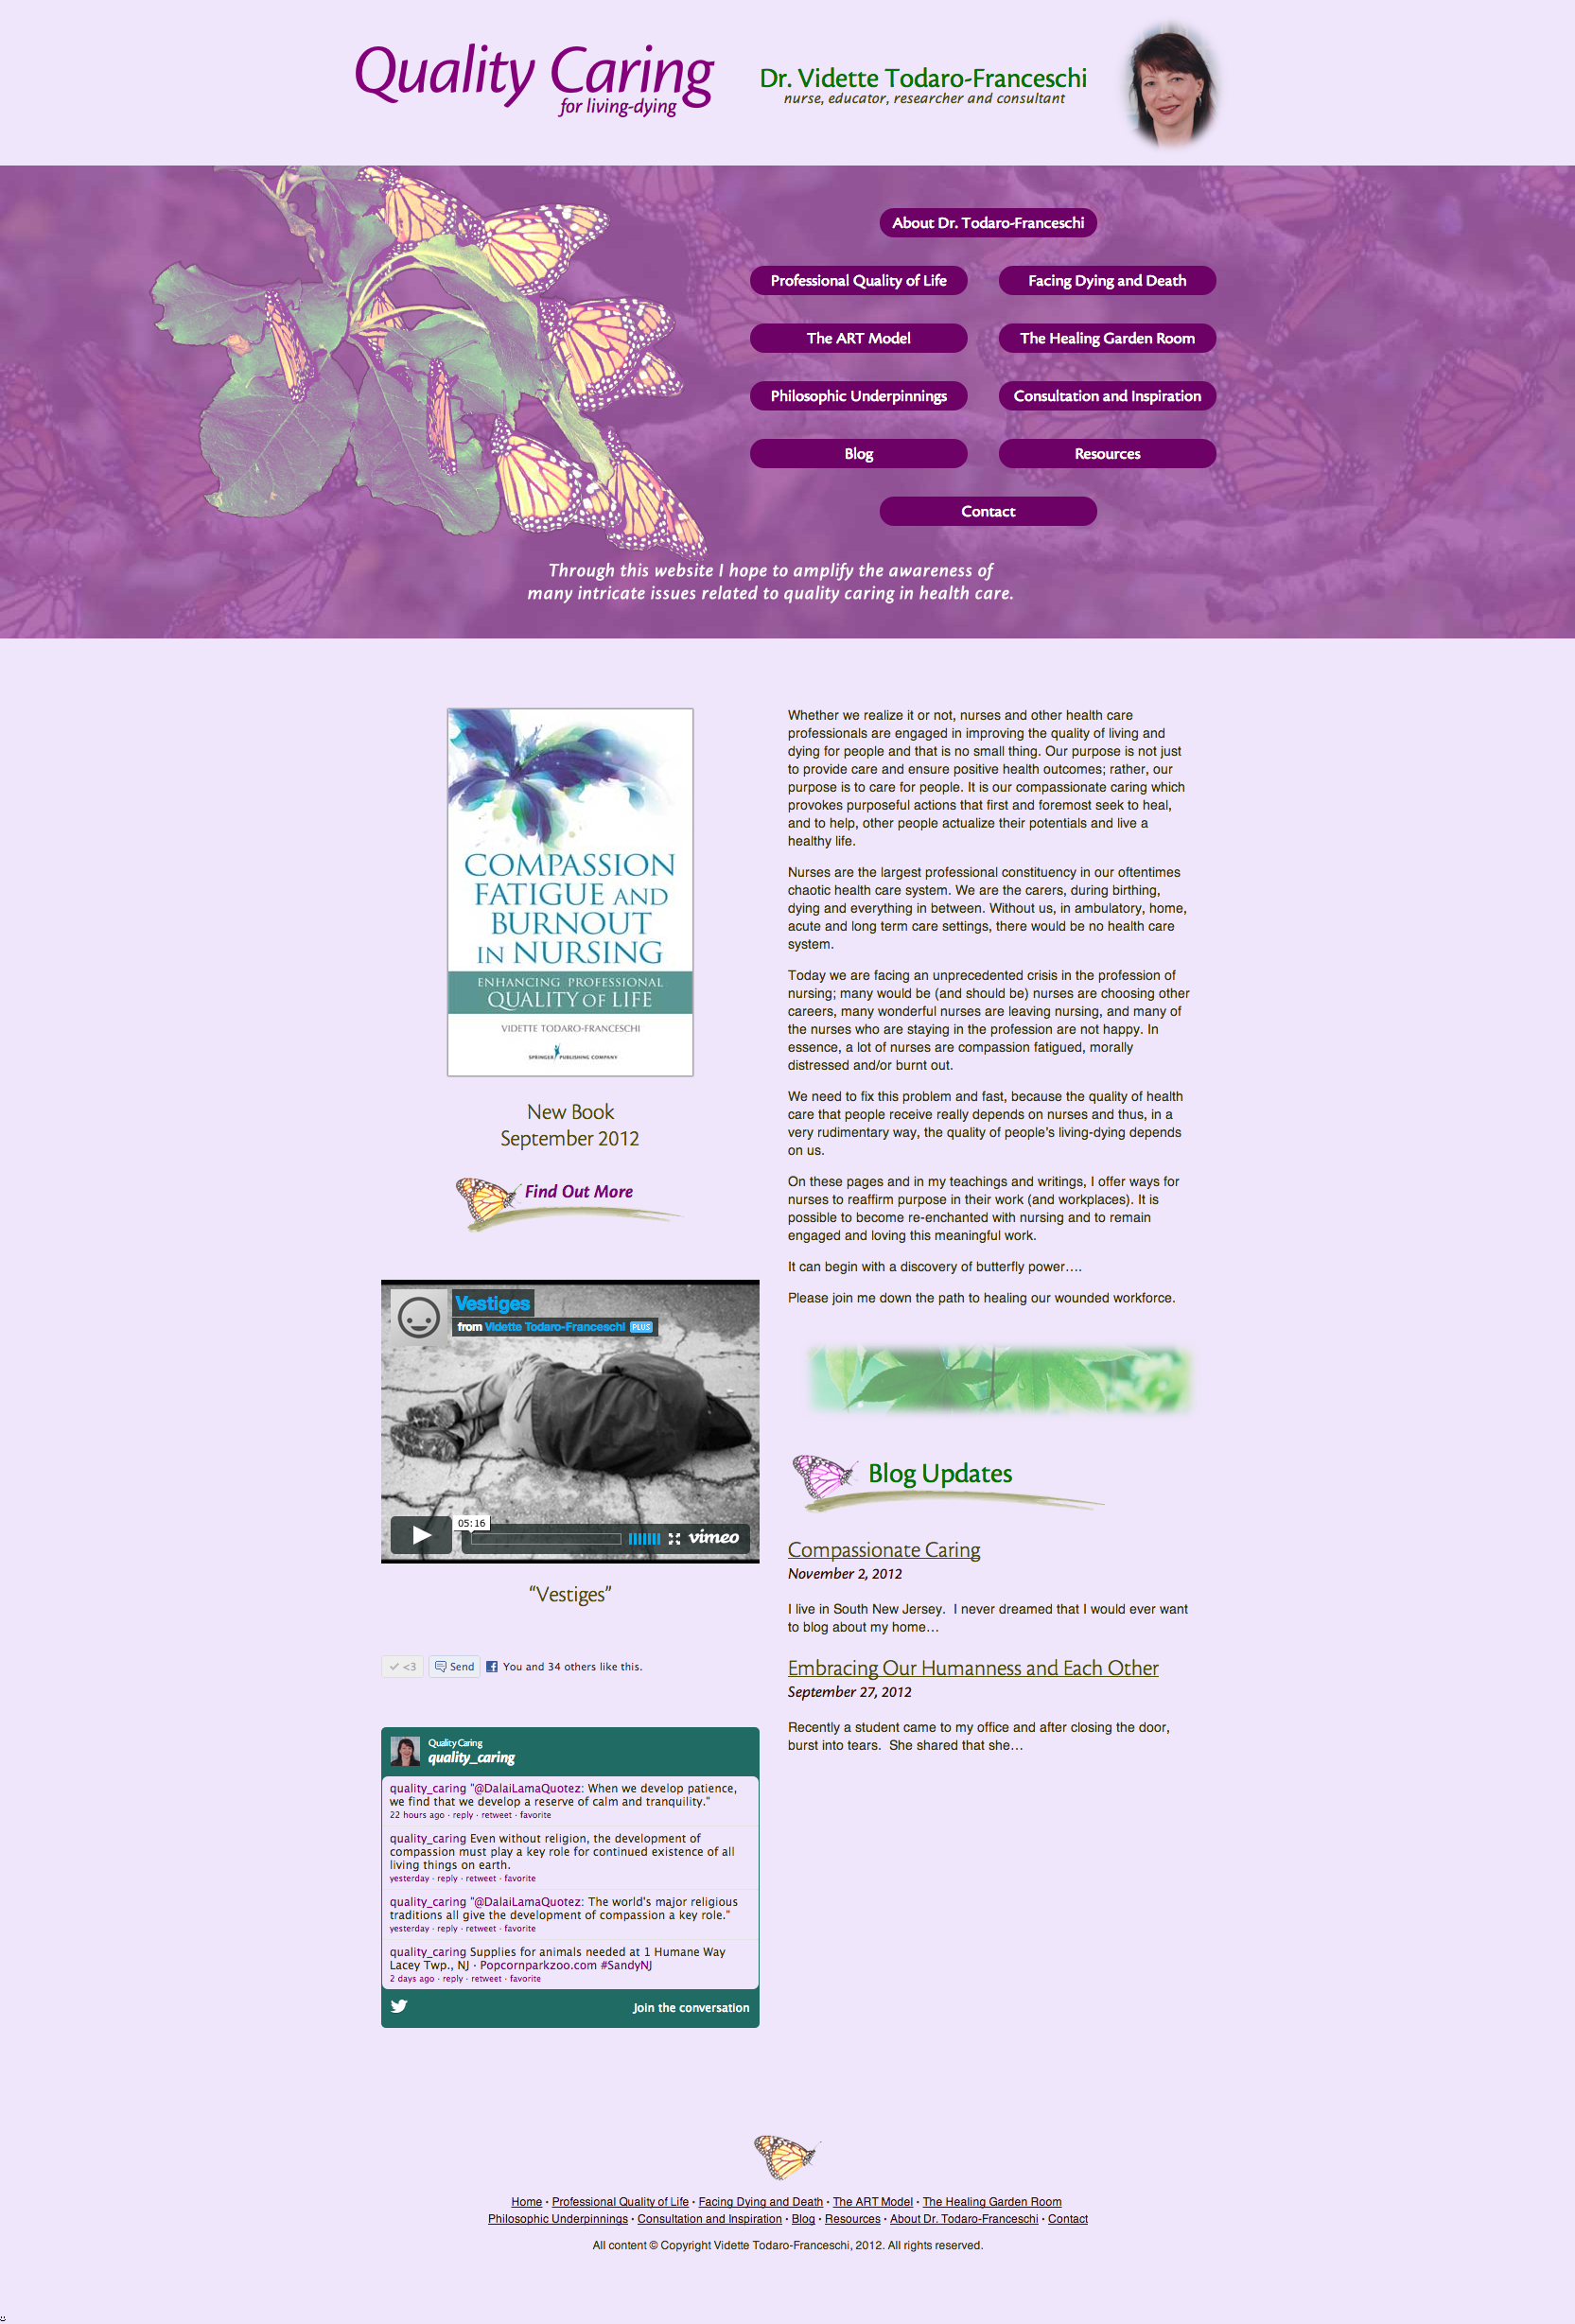 Quality Caring
for living-dying
Dr. Vidette Todaro-Franceschi
nurse, educator, researcher and consultant
About Dr. Todaro-Franceschi
Professional Quality of Life
Facing Dying and Death
The ART Model
The Healing Garden Room
Philosophic Underpinnings
Consultation and Inspiration
Blog
Resources
Contact
Through this website I hope to amplify the awareness of
many intricate issues related to quality caring in health care.
COMPASSION
FATIGUE AND
BURNOUT
IN NURSING
ENHANCING PROFESSIONAL
QUALITY OF LIFE
VIDETTE TODARO-FRANCESCHI
SPRINGER PUBLISHING COMPANY
New Book
September 2012
Find Out More
Vestiges
from Vidette Todaro-Franceschi PLUS
05:16
vimeo
“Vestiges”
<3 Send You and 34 others like this.
Quality Caring
quality_caring
quality_caring "@DalaiLamaQuotez: When we develop patience,
we find that we develop a reserve of calm and tranquility."
22 hours ago · reply · retweet · favorite
quality_caring Even without religion, the development of
compassion must play a key role for continued existence of all
living things on earth.
yesterday · reply · retweet · favorite
quality_caring "@DalaiLamaQuotez: The world's major religious
traditions all give the development of compassion a key role."
yesterday · reply · retweet · favorite
quality_caring Supplies for animals needed at 1 Humane Way
Lacey Twp., NJ · Popcornparkzoo.com #SandyNJ
2 days ago · reply · retweet · favorite
Join the conversation
Whether we realize it or not, nurses and other health care
professionals are engaged in improving the quality of living and
dying for people and that is no small thing. Our purpose is not just
to provide care and ensure positive health outcomes; rather, our
purpose is to care for people. It is our compassionate caring which
provokes purposeful actions that first and foremost seek to heal,
and to help, other people actualize their potentials and live a
healthy life.
Nurses are the largest professional constituency in our oftentimes
chaotic health care system. We are the carers, during birthing,
dying and everything in between. Without us, in ambulatory, home,
acute and long term care settings, there would be no health care
system.
Today we are facing an unprecedented crisis in the profession of
nursing; many would be (and should be) nurses are choosing other
careers, many wonderful nurses are leaving nursing, and many of
the nurses who are staying in the profession are not happy. In
essence, a lot of nurses are compassion fatigued, morally
distressed and/or burnt out.
We need to fix this problem and fast, because the quality of health
care that people receive really depends on nurses and thus, in a
very rudimentary way, the quality of people’s living-dying depends
on us.
On these pages and in my teachings and writings, I offer ways for
nurses to reaffirm purpose in their work (and workplaces). It is
possible to become re-enchanted with nursing and to remain
engaged and loving this meaningful work.
It can begin with a discovery of butterfly power….
Please join me down the path to healing our wounded workforce.
Blog Updates
Compassionate Caring
November 2, 2012
I live in South New Jersey.  I never dreamed that I would ever want
to blog about my home…
Embracing Our Humanness and Each Other
September 27, 2012
Recently a student came to my office and after closing the door,
burst into tears.  She shared that she…
Home · Professional Quality of Life · Facing Dying and Death · The ART Model · The Healing Garden Room
Philosophic Underpinnings · Consultation and Inspiration · Blog · Resources · About Dr. Todaro-Franceschi · Contact
All content © Copyright Vidette Todaro-Franceschi, 2012. All rights reserved.